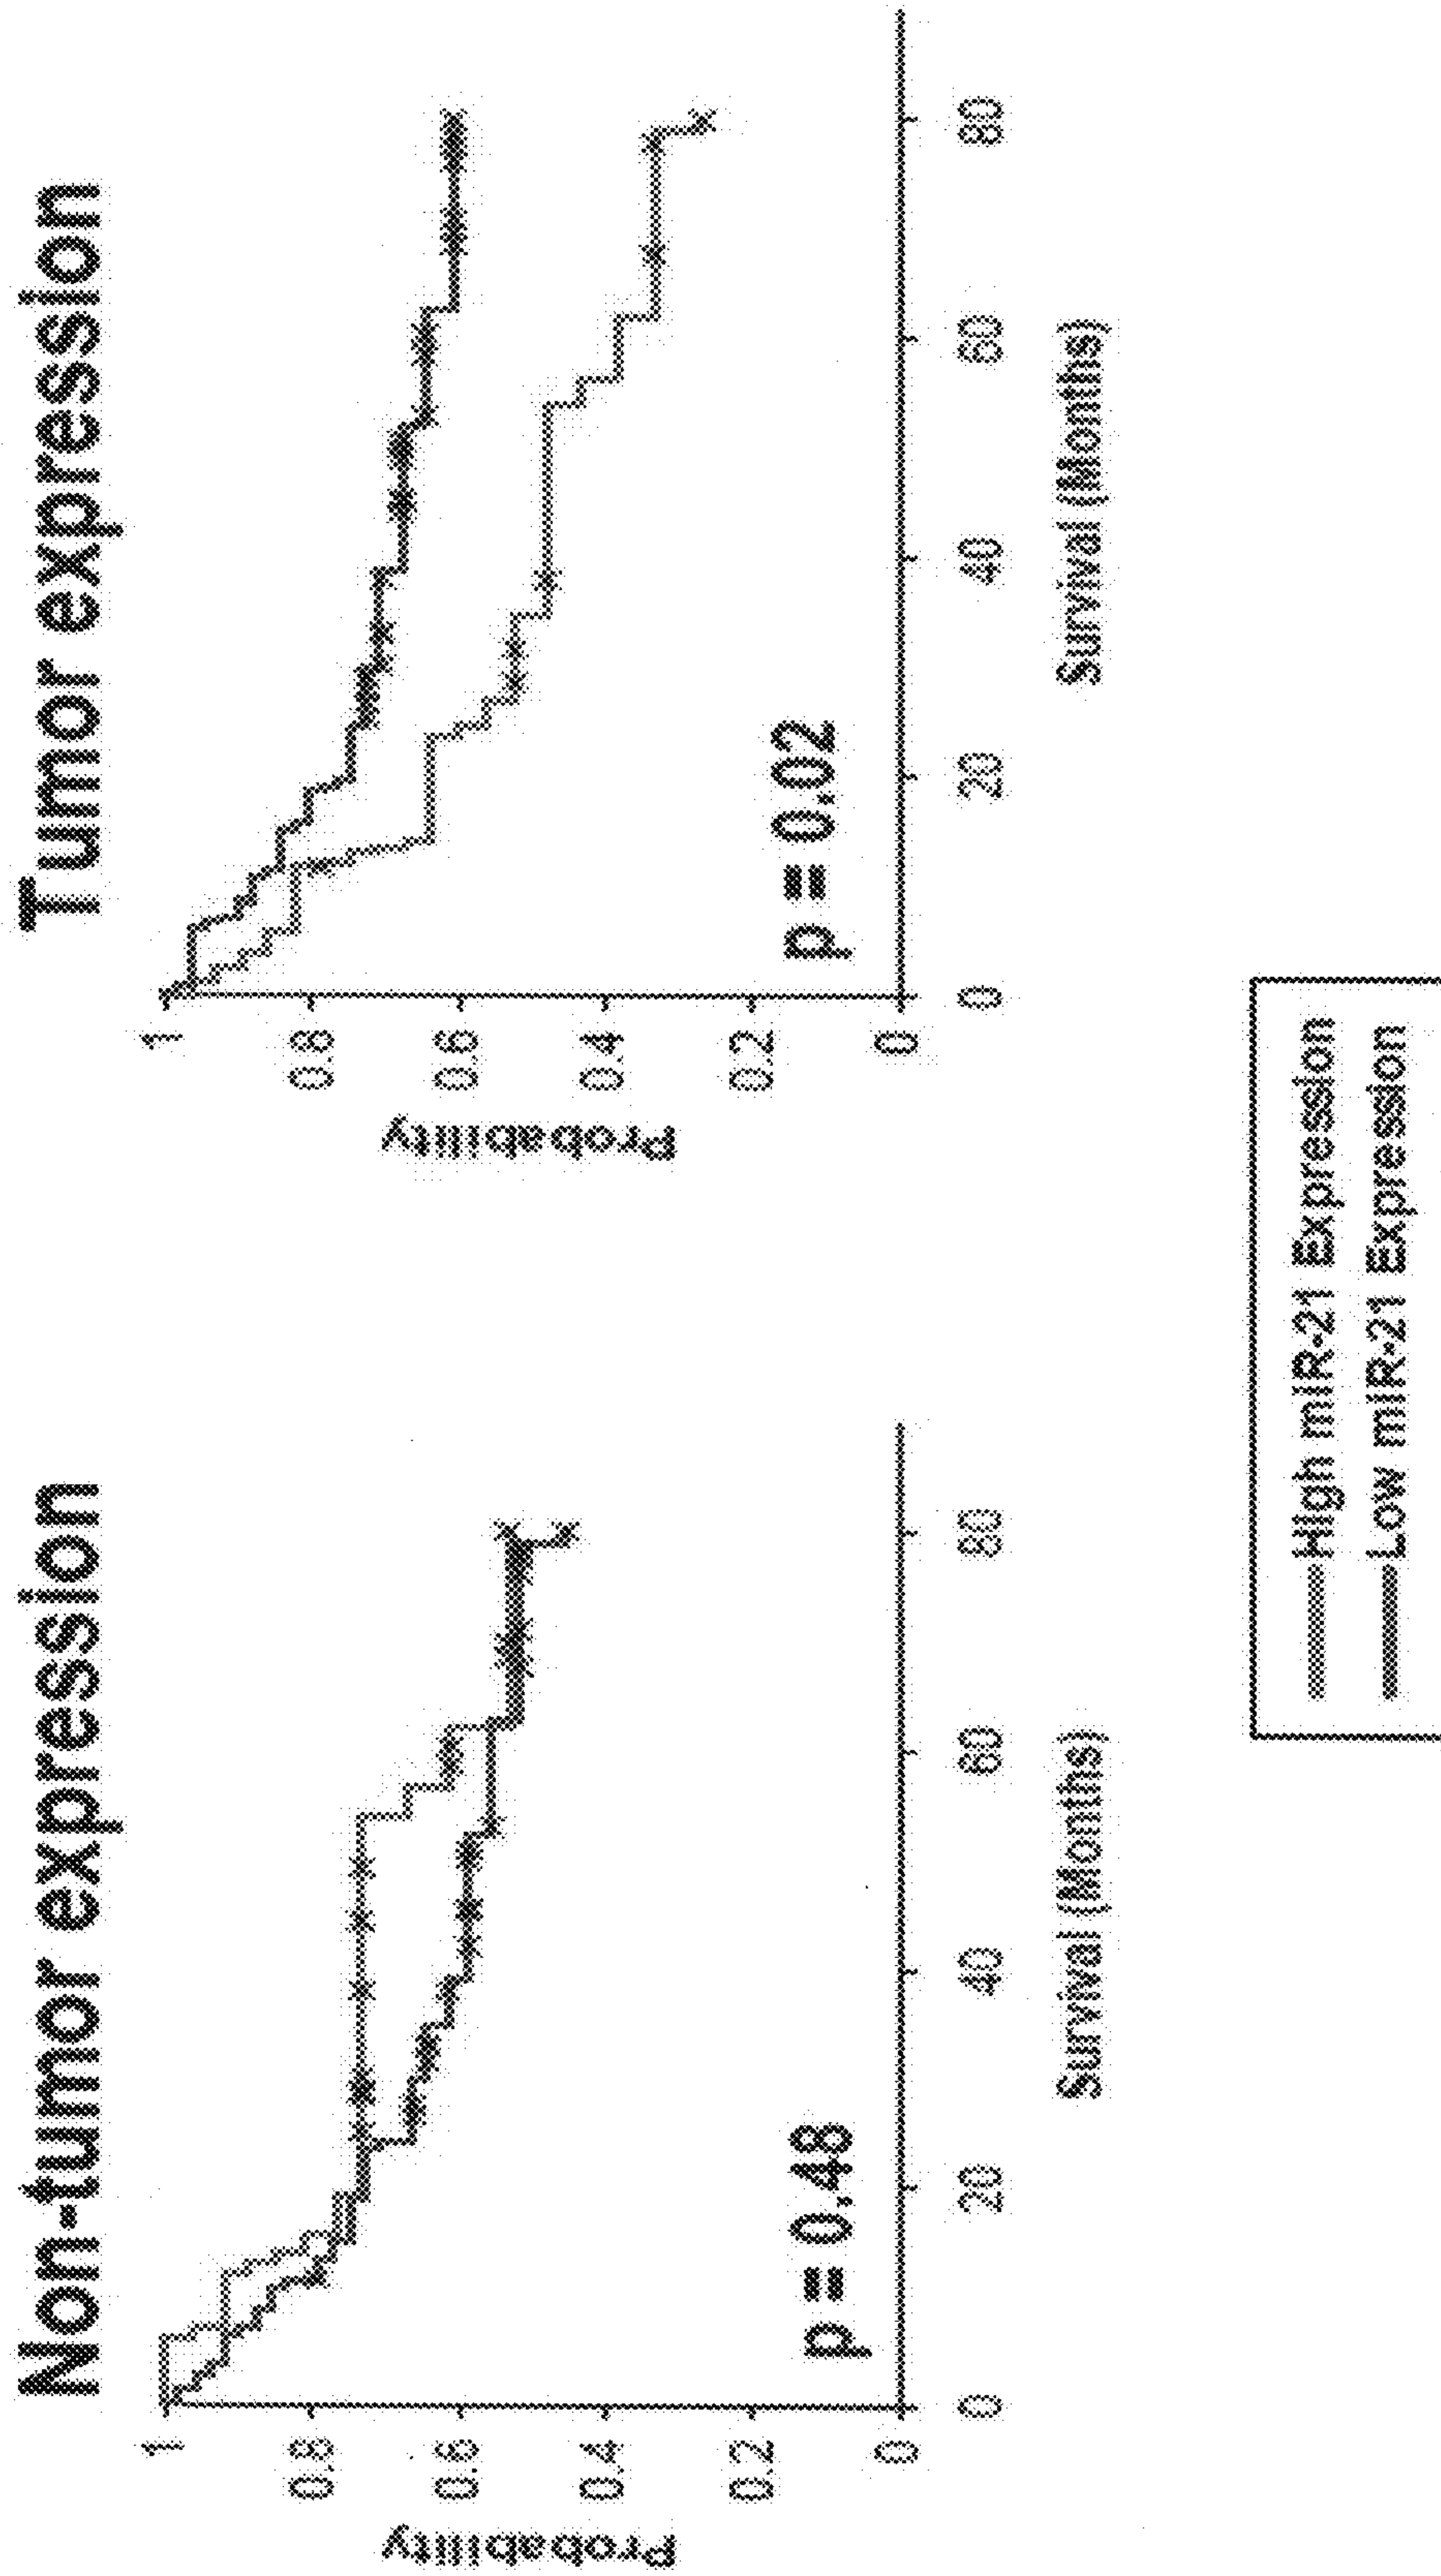 Non-tumor expression
Probability
1
0.8
0.6
0.4
0.2
0
p = 0.48
0 20 40 60 80
Survival (Months)
Tumor expression
Probability
1
0.8
0.6
0.4
0.2
0
p = 0.02
0 20 40 60 80
Survival (Months)
High miR-21 Expression
Low miR-21 Expression